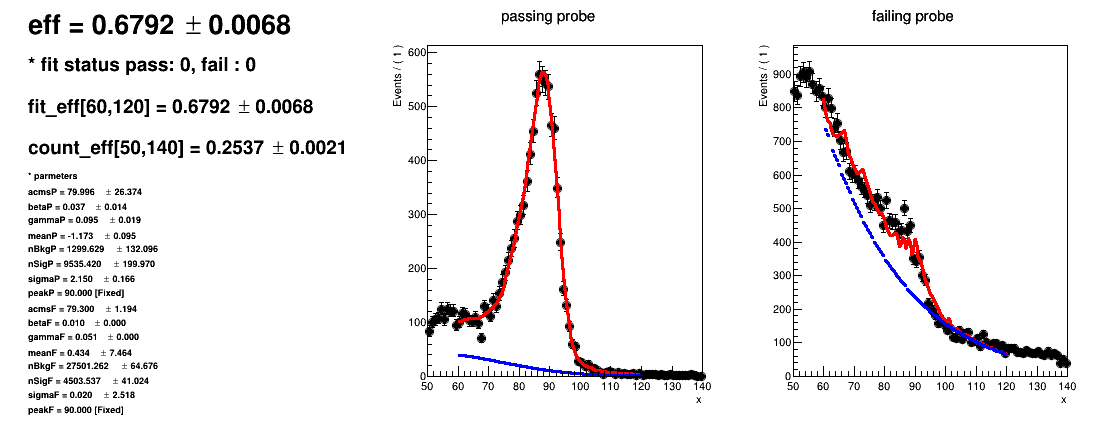 eff = 0.6792 ± 0.0068
* fit status pass: 0, fail : 0
fit_eff[60,120] = 0.6792 ± 0.0068
count_eff[50,140] = 0.2537 ± 0.0021
* parmeters
acmsP = 79.996 ± 26.374
betaP = 0.037 ± 0.014
gammaP = 0.095 ± 0.019
meanP = -1.173 ± 0.095
nBkgP = 1299.629 ± 132.096
nSigP = 9535.420 ± 199.970
sigmaP = 2.150 ± 0.166
peakP = 90.000 [Fixed]
acmsF = 79.300 ± 1.194
betaF = 0.010 ± 0.000
gammaF = 0.051 ± 0.000
meanF = 0.434 ± 7.464
nBkgF = 27501.262 ± 64.676
nSigF = 4503.537 ± 41.024
sigmaF = 0.020 ± 2.518
peakF = 90.000 [Fixed]
passing probe
Events / ( 1 )
600
500
400
300
200
100
0
50 60 70 80 90 100 110 120 130 140
x
failing probe
Events / ( 1 )
900
800
700
600
500
400
300
200
100
0
50 60 70 80 90 100 110 120 130 140
x